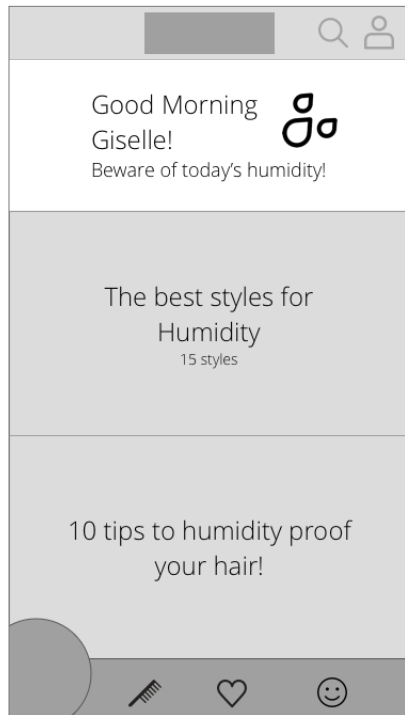 Good Morning
Giselle!
Beware of today's humidity!
The best styles for
Humidity
15 styles
10 tips to humidity proof
your hair!